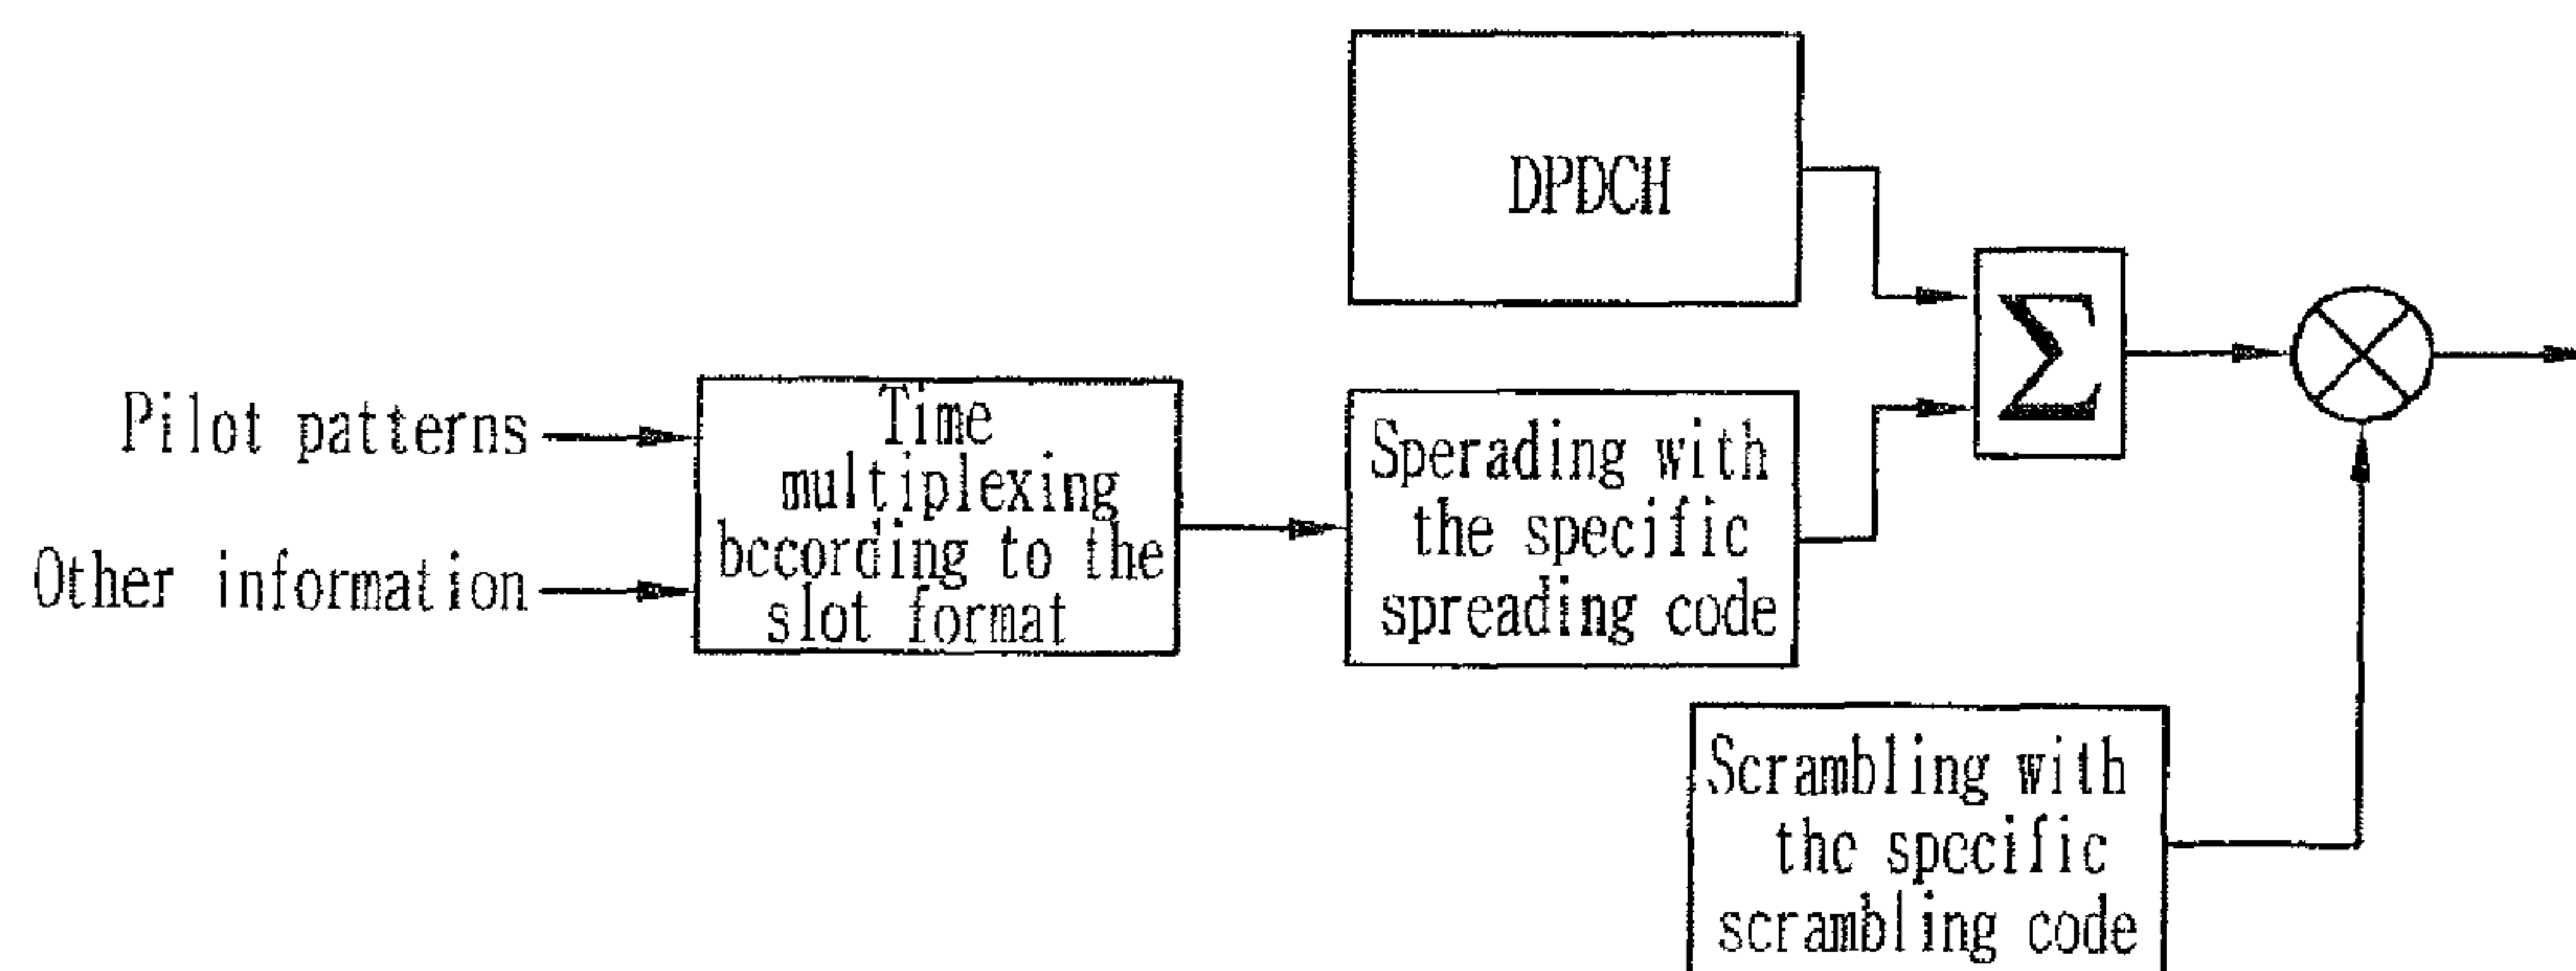 DPDCH
Σ
Pilot patterns
Other information
Time
multiplexing
bccording to the
slot format
Sperading with
the specific
spreading code
Scrambling with
the specific
scrambling code